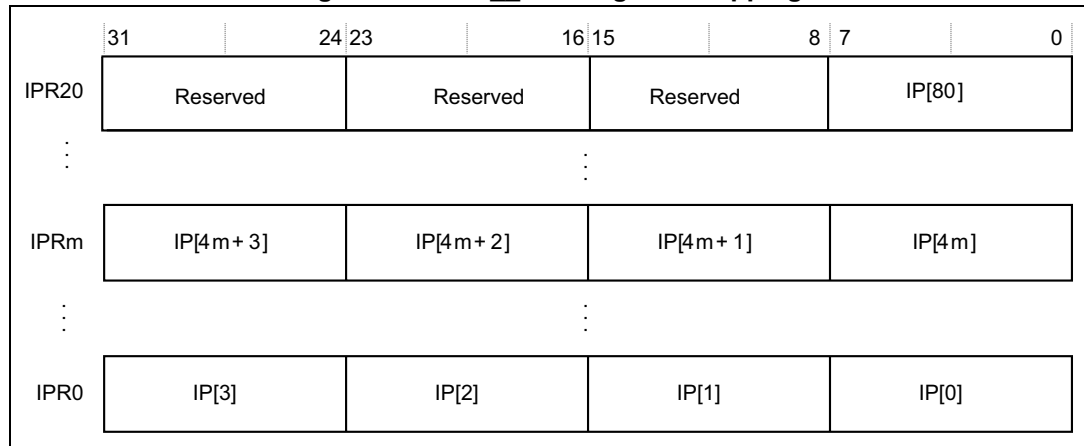 31 24 23 16 15 8 7 0
IPR20 Reserved Reserved Reserved IP[80]
IPRm IP[4m+3] IP[4m+2] IP[4m+1] IP[4m]
IPR0 IP[3] IP[2] IP[1] IP[0]